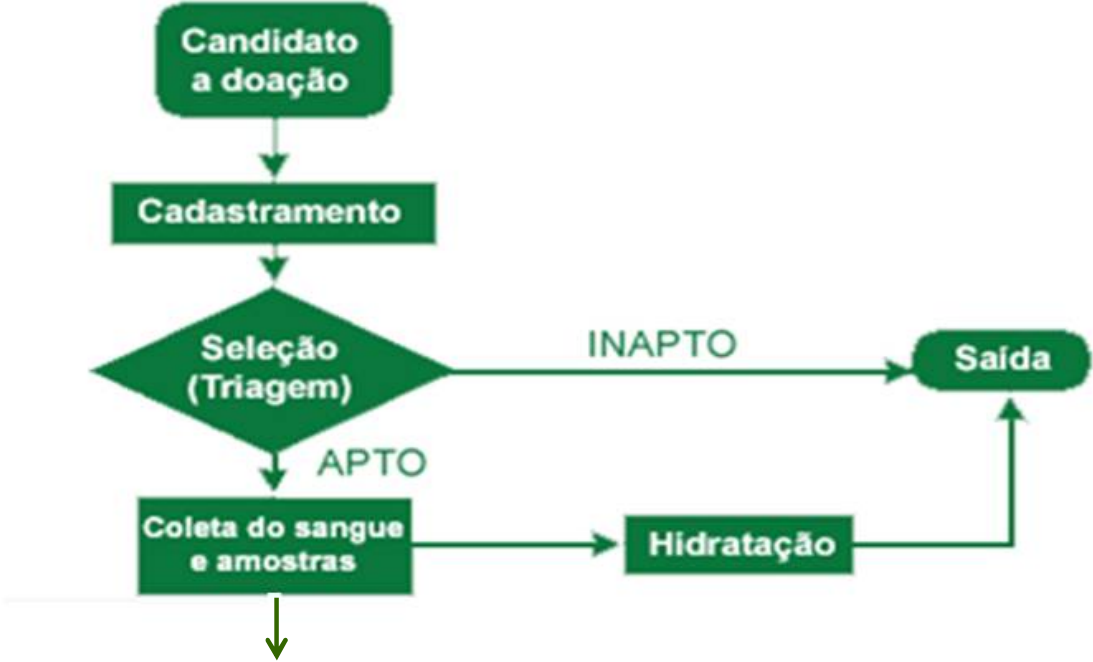 Candidato
a doação
Cadastramento
Seleção
(Triagem)
INAPTO
Saída
APTO
Coleta do sangue
e amostras
Hidratação